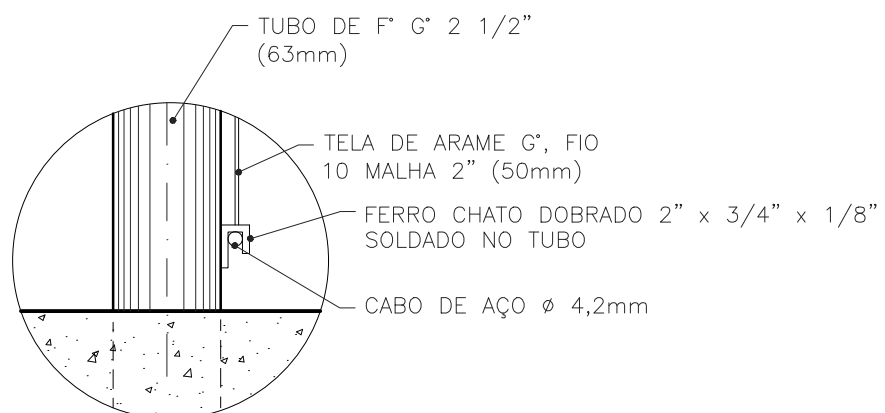 TUBO DE F° G° 2 1/2"
(63mm)
TELA DE ARAME G°, FIO
10 MALHA 2" (50mm)
FERRO CHATO DOBRADO 2" x 3/4" x 1/8"
SOLDADO NO TUBO
CABO DE AÇO ø 4,2mm